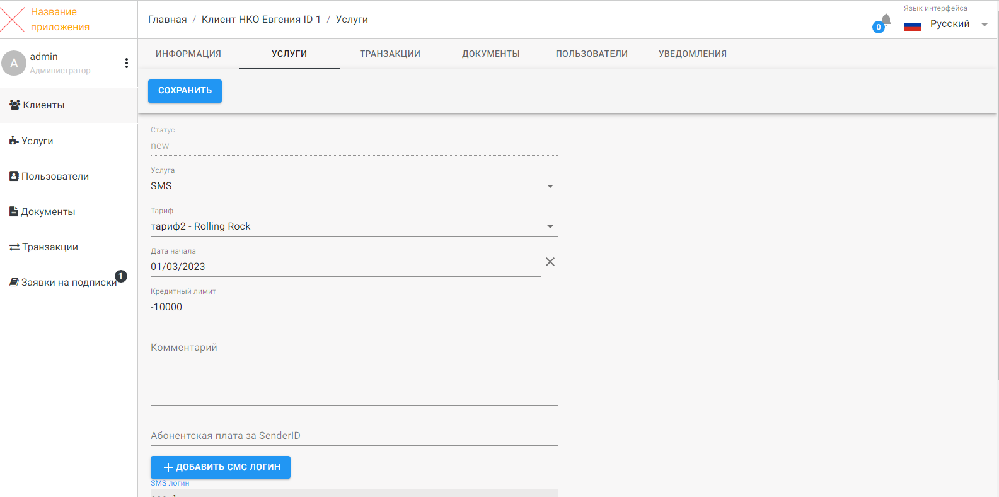 Название
приложения
Главная / Клиент НКО Евгения ID 1 / Услуги
0
Язык интерфейса
Русский
A
admin
Администратор
ИНФОРМАЦИЯ
УСЛУГИ
ТРАНЗАКЦИИ
ДОКУМЕНТЫ
ПОЛЬЗОВАТЕЛИ
УВЕДОМЛЕНИЯ
СОХРАНИТЬ
Клиенты
Услуги
Пользователи
Документы
Транзакции
Заявки на подписки
1
Статус
new
Услуга
SMS
Тариф
тариф2 - Rolling Rock
Дата начала
01/03/2023
Кредитный лимит
-10000
Комментарий
Абонентская плата за SenderID
ДОБАВИТЬ СМС ЛОГИН
SMS логин